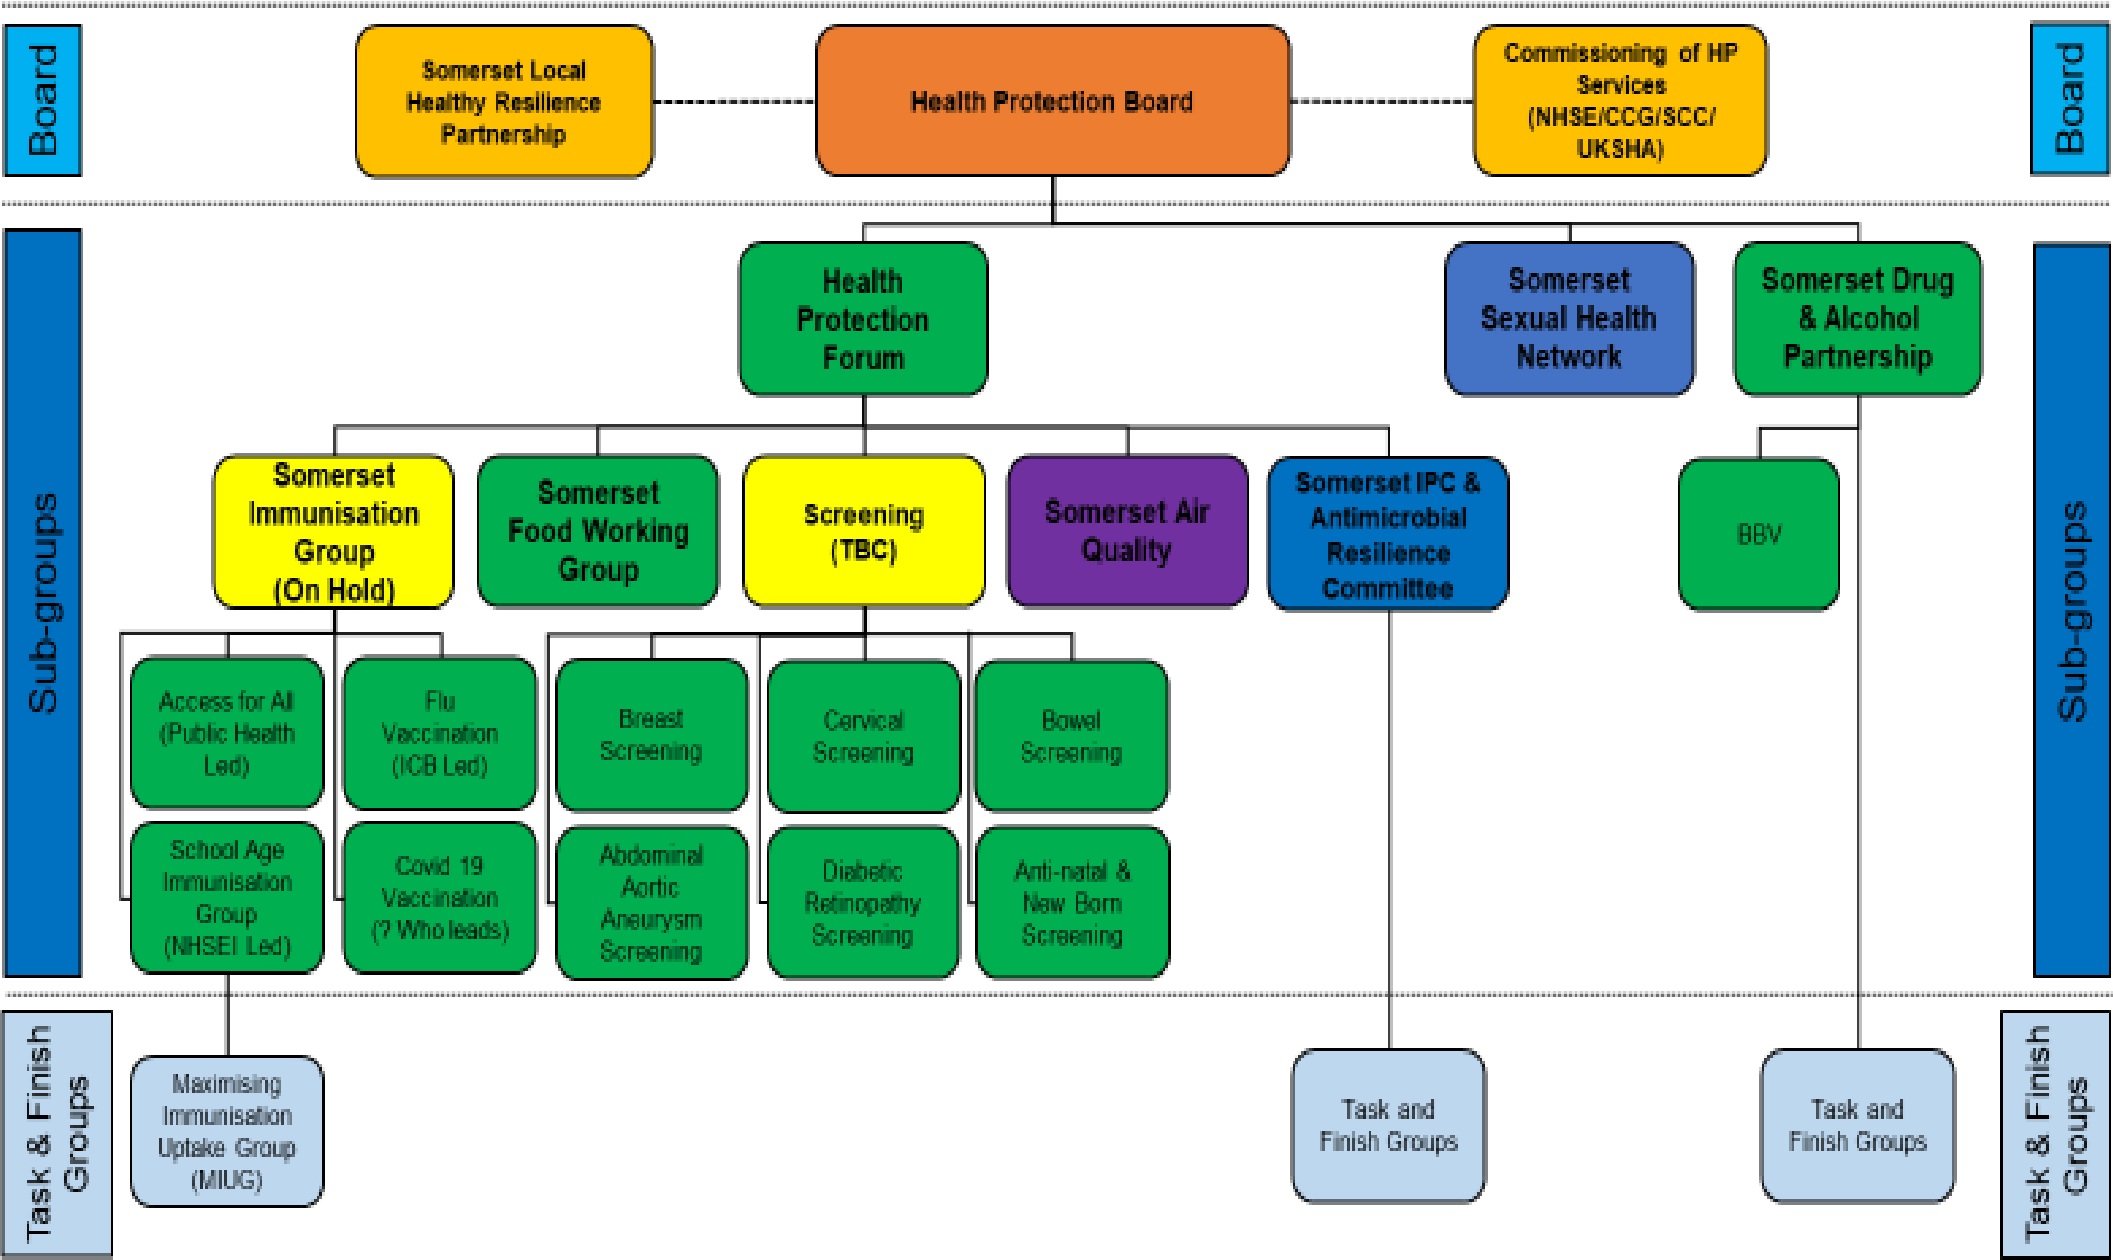 Board
Somerset Local
Healthy Resilience
Partnership
Health Protection Board
Commissioning of HP
Services
(NHSE/CCG/SCC/
UKSHA)
Board
Sub-groups
Health
Protection
Forum
Somerset
Sexual Health
Network
Somerset Drug
& Alcohol
Partnership
Sub-groups
Somerset
Immunisation
Group
(On Hold)
Somerset
Food Working
Group
Screening
(TBC)
Somerset Air
Quality
Somerset IPC &
Antimicrobial
Resilience
Committee
BBV
Access for All
(Public Health
Led)
Flu
Vaccination
(ICB Led)
Breast
Screening
Cervical
Screening
Bowel
Screening
School Age
Immunisation
Group
(NHSEI Led)
Covid 19
Vaccination
(? Who leads)
Abdominal
Aortic
Aneurysm
Screening
Diabetic
Retinopathy
Screening
Anti-natal &
New Born
Screening
Task & Finish
Groups
Maximising
Immunisation
Uptake Group
(MIUG)
Task and
Finish Groups
Task and
Finish Groups
Task & Finish
Groups